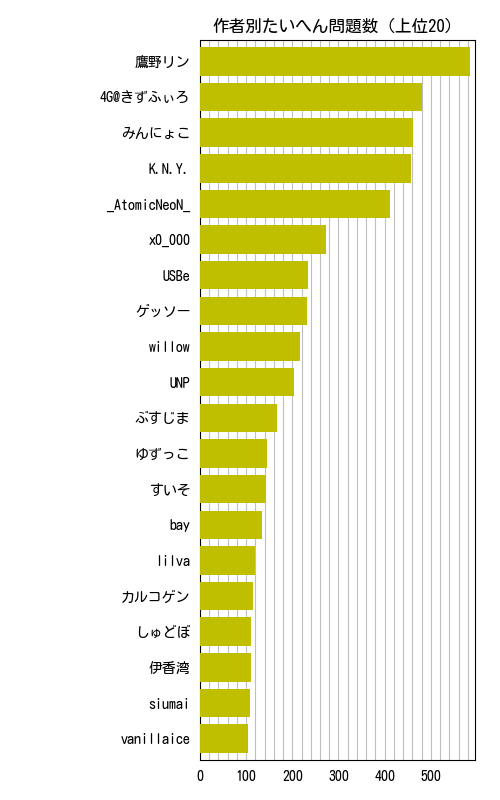 作者別たいへん問題数 (上位20)
鷹野リン
4G@きずふぃろ
みんにょこ
K.N.Y.
_AtomicNeoN_
x0_000
USBe
ゲッソー
willow
UNP
ぶすじま
ゆずっこ
すいそ
bay
lilva
カルコゲン
しゅどぼ
伊香湾
siumai
vanillaice
0 100 200 300 400 500